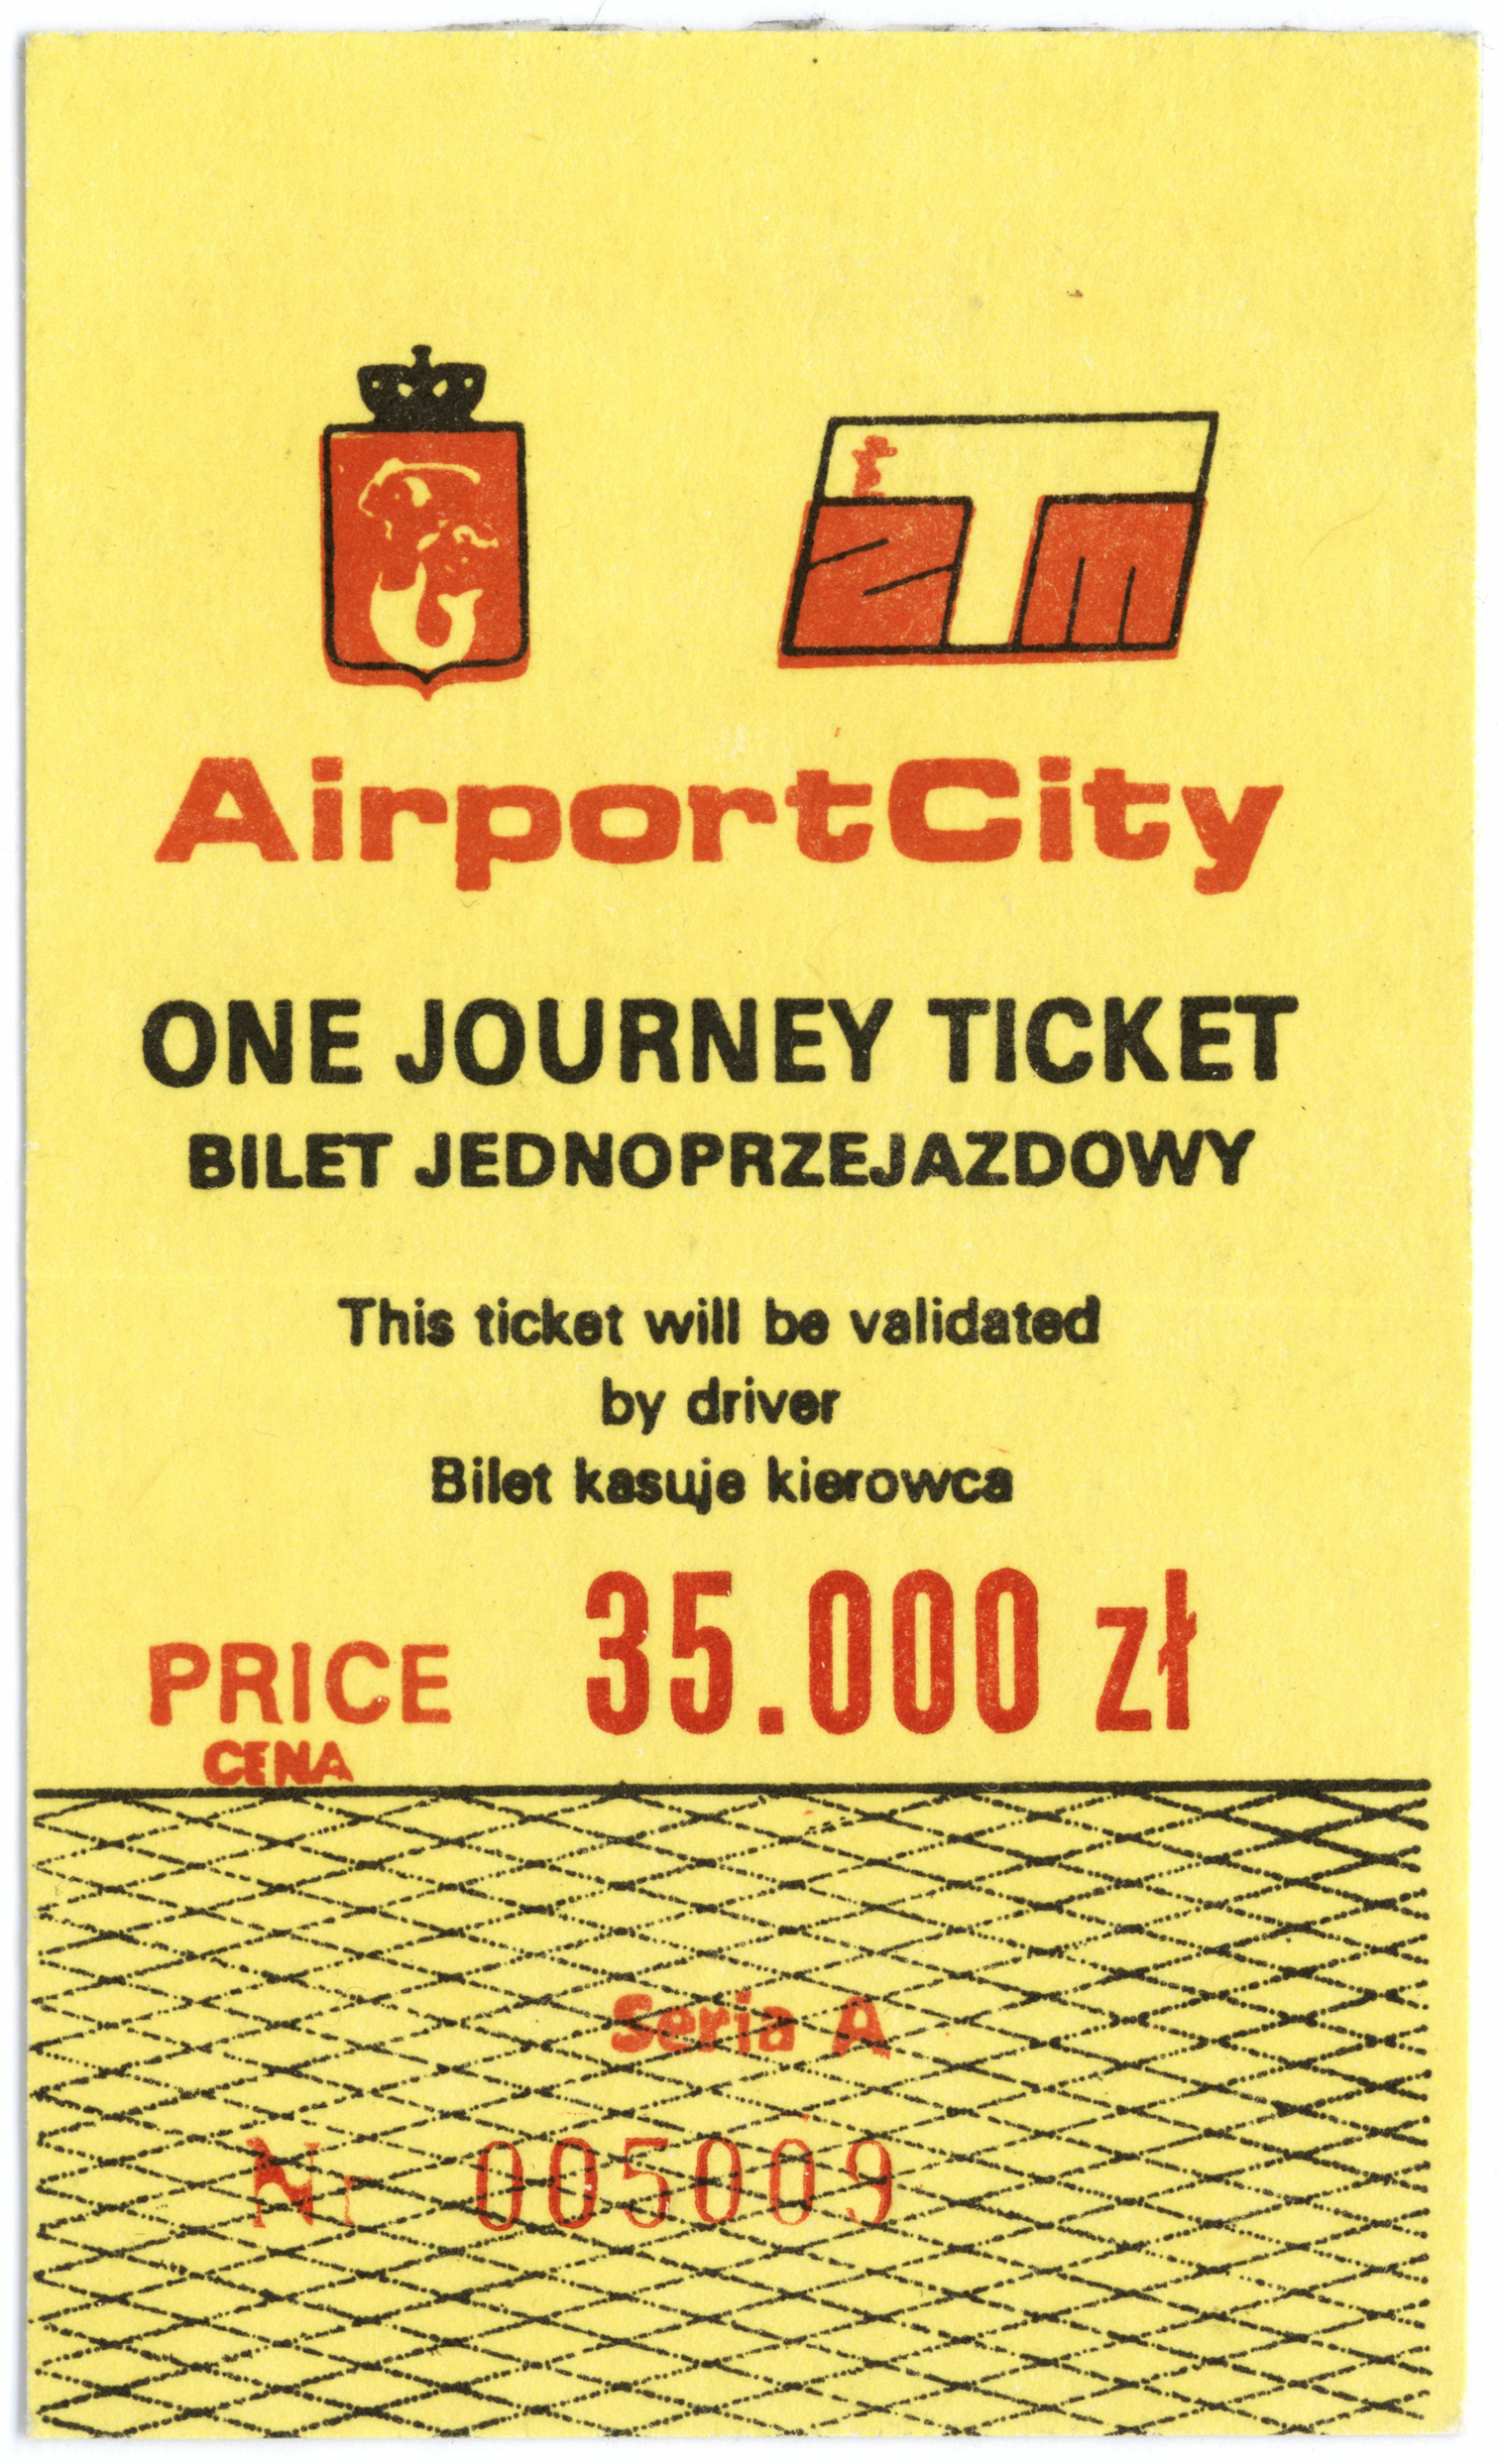 ZTM
AirportCity
ONE JOURNEY TICKET
BILET JEDNOPRZEJAZDOWY
This ticket will be validated
by driver
Bilet kasuje kierowca
PRICE 35.000 zł
CENA
Seria A
Nr 005009